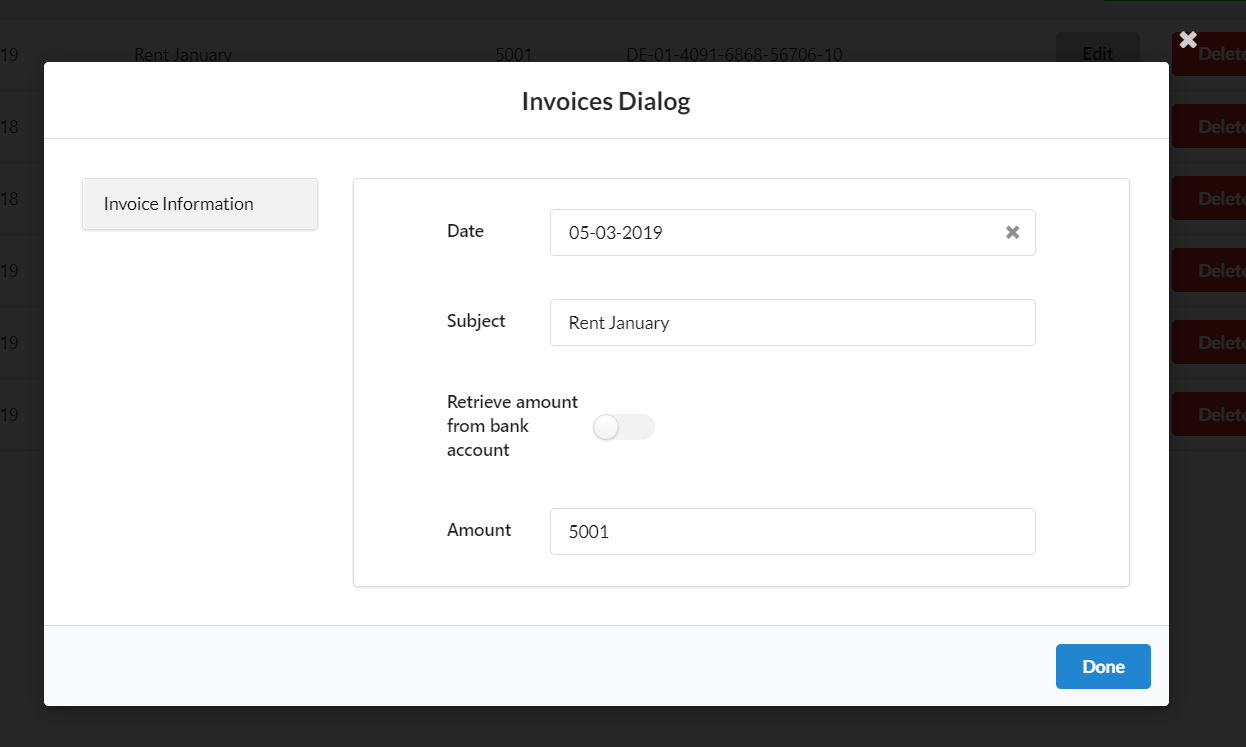 19 Rent January 5001 DE-01-4091-6868-56706-10 Edit Delete
Invoices Dialog
18 Delete
18 Delete
Invoice Information
Date 05-03-2019
19 Delete
Subject Rent January
19 Delete
Retrieve amount
from bank
account
19 Delete
Amount 5001
Done